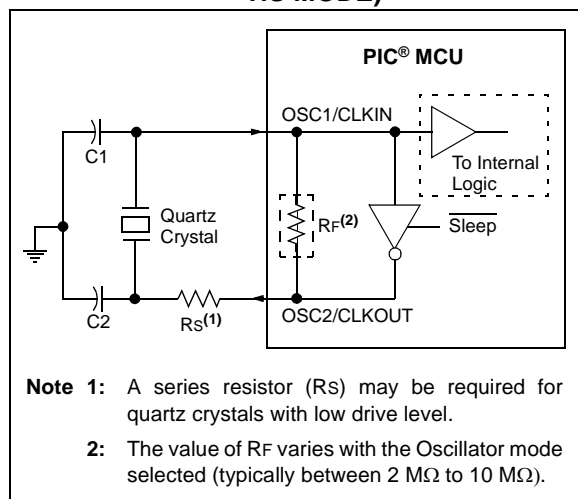 PIC® MCU
OSC1/CLKIN
C1
To Internal
Logic
Quartz
Crystal
RF(2)
Sleep
C2
RS(1)
OSC2/CLKOUT
Note 1: A series resistor (RS) may be required for
quartz crystals with low drive level.
2: The value of RF varies with the Oscillator mode
selected (typically between 2 MΩ to 10 MΩ).